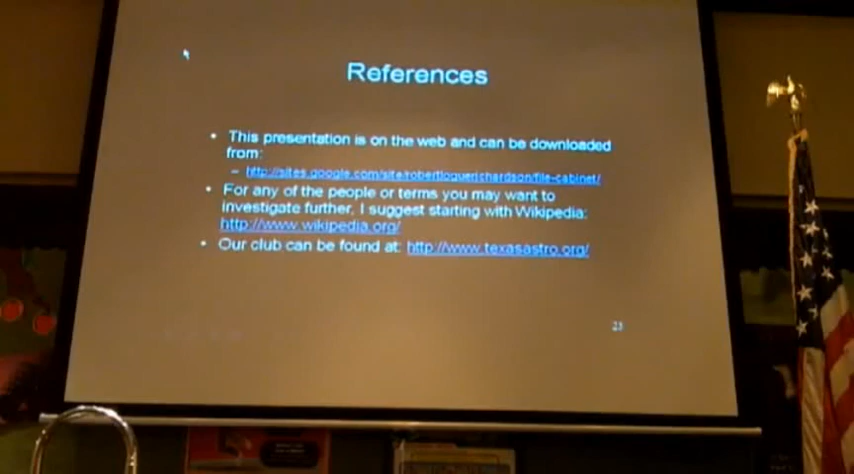 References
• This presentation is on the web and can be downloaded
from:
– http://sites.google.com/site/robertloguerichardson/file-cabinet/
• For any of the people or terms you may want to
investigate further, I suggest starting with Wikipedia:
http://www.wikipedia.org/
• Our club can be found at: http://www.texasastro.org/
23